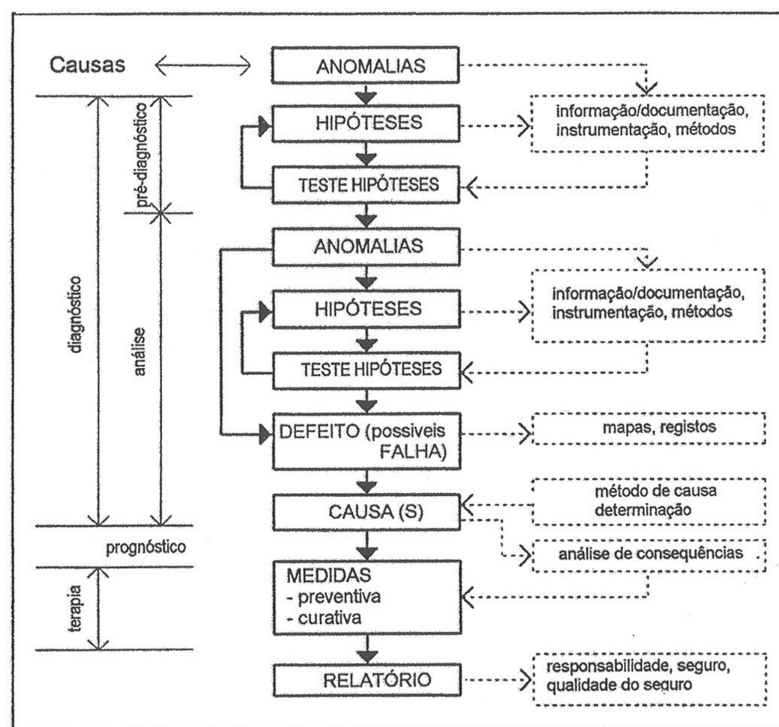 Causas
ANOMALIAS
HIPÓTESES
informação/documentação,
instrumentação, métodos
pré-diagnóstico
TESTE HIPÓTESES
ANOMALIAS
HIPÓTESES
informação/documentação,
instrumentação, métodos
diagnóstico
análise
TESTE HIPÓTESES
DEFEITO (possiveis
FALHA)
mapas, registos
CAUSA (S)
método de causa
determinação
prognóstico
análise de consequências
terapia
MEDIDAS
- preventiva
- curativa
RELATÓRIO
responsabilidade, seguro,
qualidade do seguro